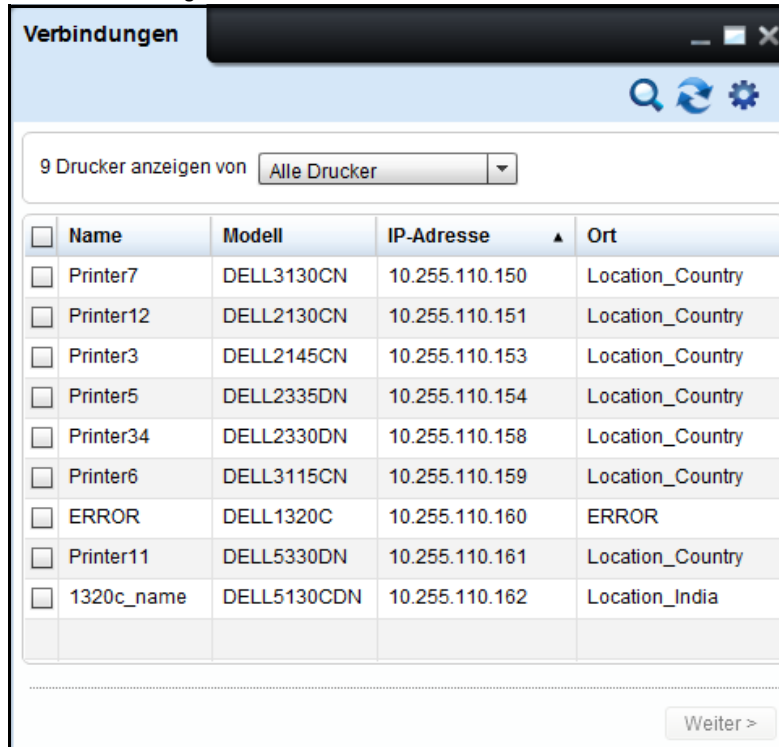 Verbindungen
9 Drucker anzeigen von Alle Drucker
Name Modell IP-Adresse Ort
Printer7 DELL3130CN 10.255.110.150 Location_Country
Printer12 DELL2130CN 10.255.110.151 Location_Country
Printer3 DELL2145CN 10.255.110.153 Location_Country
Printer5 DELL2335DN 10.255.110.154 Location_Country
Printer34 DELL2330DN 10.255.110.158 Location_Country
Printer6 DELL3115CN 10.255.110.159 Location_Country
ERROR DELL1320C 10.255.110.160 ERROR
Printer11 DELL5330DN 10.255.110.161 Location_Country
1320c_name DELL5130CDN 10.255.110.162 Location_India
Weiter >